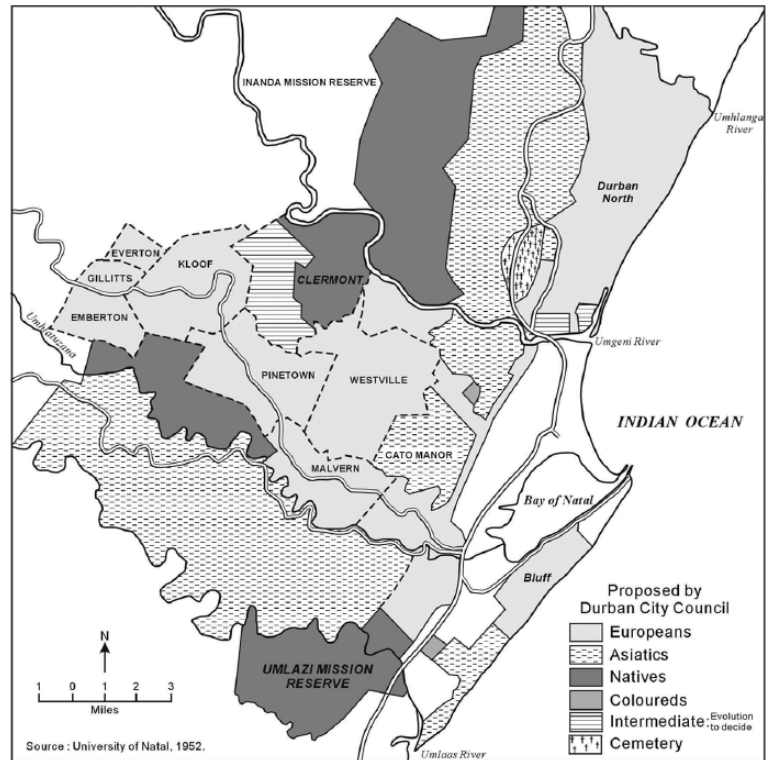 INANDA MISSION RESERVE
Umhlanga
River
Durban
North
EVERTON
KLOOF
GILLITTS
CLERMONT
EMBERTON
Umhlatuzana
Umgeni River
PINETOWN
WESTVILLE
INDIAN OCEAN
CATO MANOR
MALVERN
Bay of Natal
Bluff
Proposed by
Durban City Council
Europeans
Asiatics
Natives
Coloureds
Intermediate: Evolution
to decide
Cemetery
N
UMLAZI MISSION
RESERVE
1 0 1 2 3
Miles
Source : University of Natal, 1952.
Umlaas River